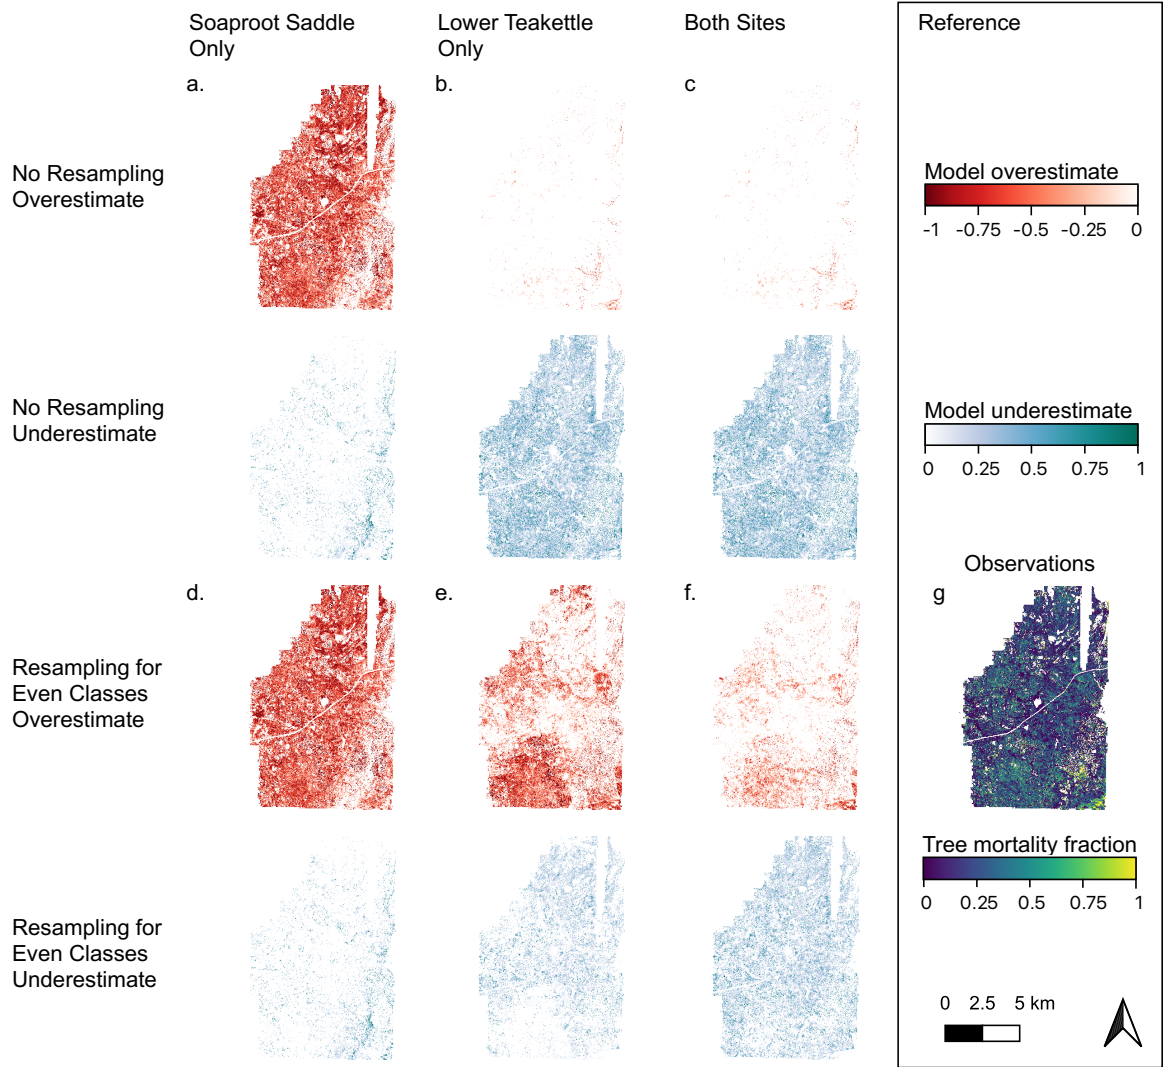 Soaproot Saddle
Only
Lower Teakettle
Only
Both Sites
Reference
a.
b.
c
No Resampling
Overestimate
Model overestimate
-1 -0.75 -0.5 -0.25 0
No Resampling
Underestimate
Model underestimate
0 0.25 0.5 0.75 1
Observations
d.
e.
f.
g
Resampling for
Even Classes
Overestimate
Tree mortality fraction
0 0.25 0.5 0.75 1
Resampling for
Even Classes
Underestimate
0 2.5 5 km